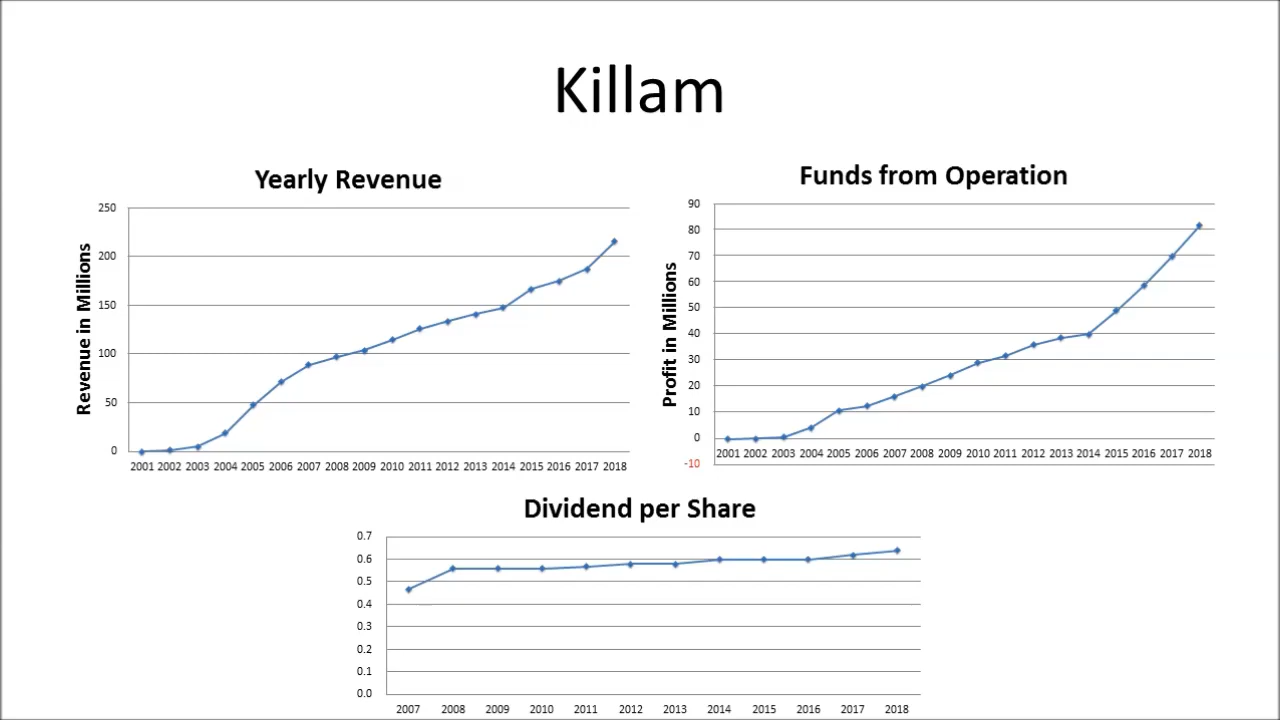 Killam
Yearly Revenue
Revenue in Millions
250
200
150
100
50
0
2001 2002 2003 2004 2005 2006 2007 2008 2009 2010 2011 2012 2013 2014 2015 2016 2017 2018
Funds from Operation
Profit in Millions
90
80
70
60
50
40
30
20
10
0
-10
2001 2002 2003 2004 2005 2006 2007 2008 2009 2010 2011 2012 2013 2014 2015 2016 2017 2018
Dividend per Share
0.7
0.6
0.5
0.4
0.3
0.2
0.1
0.0
2007 2008 2009 2010 2011 2012 2013 2014 2015 2016 2017 2018